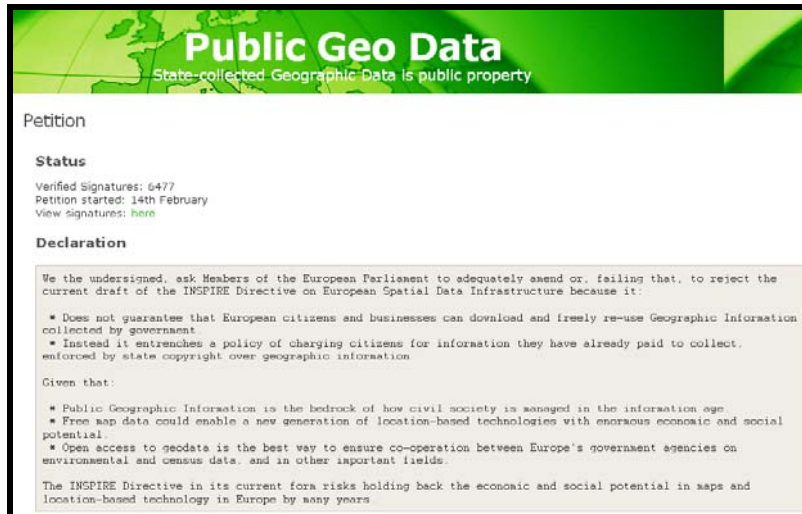 Public Geo Data
State-collected Geographic Data is public property
Petition
Status
Verified Signatures: 6477
Petition started: 14th February
View signatures: here
Declaration
We the undersigned, ask Members of the European Parliament to adequately amend or, failing that, to reject the
current draft of the INSPIRE Directive on European Spatial Data Infrastructure because it:
* Does not guarantee that European citizens and businesses can download and freely re-use Geographic Information
collected by government.
* Instead it entrenches a policy of charging citizens for information they have already paid to collect,
enforced by state copyright over geographic information
Given that:
* Public Geographic Information is the bedrock of how civil society is managed in the information age.
* Free map data could enable a new generation of location-based technologies with enormous economic and social
potential.
* Open access to geodata is the best way to ensure co-operation between Europe's government agencies on
environmental and census data, and in other important fields.
The INSPIRE Directive in its current form risks holding back the economic and social potential in maps and
location-based technology in Europe by many years.